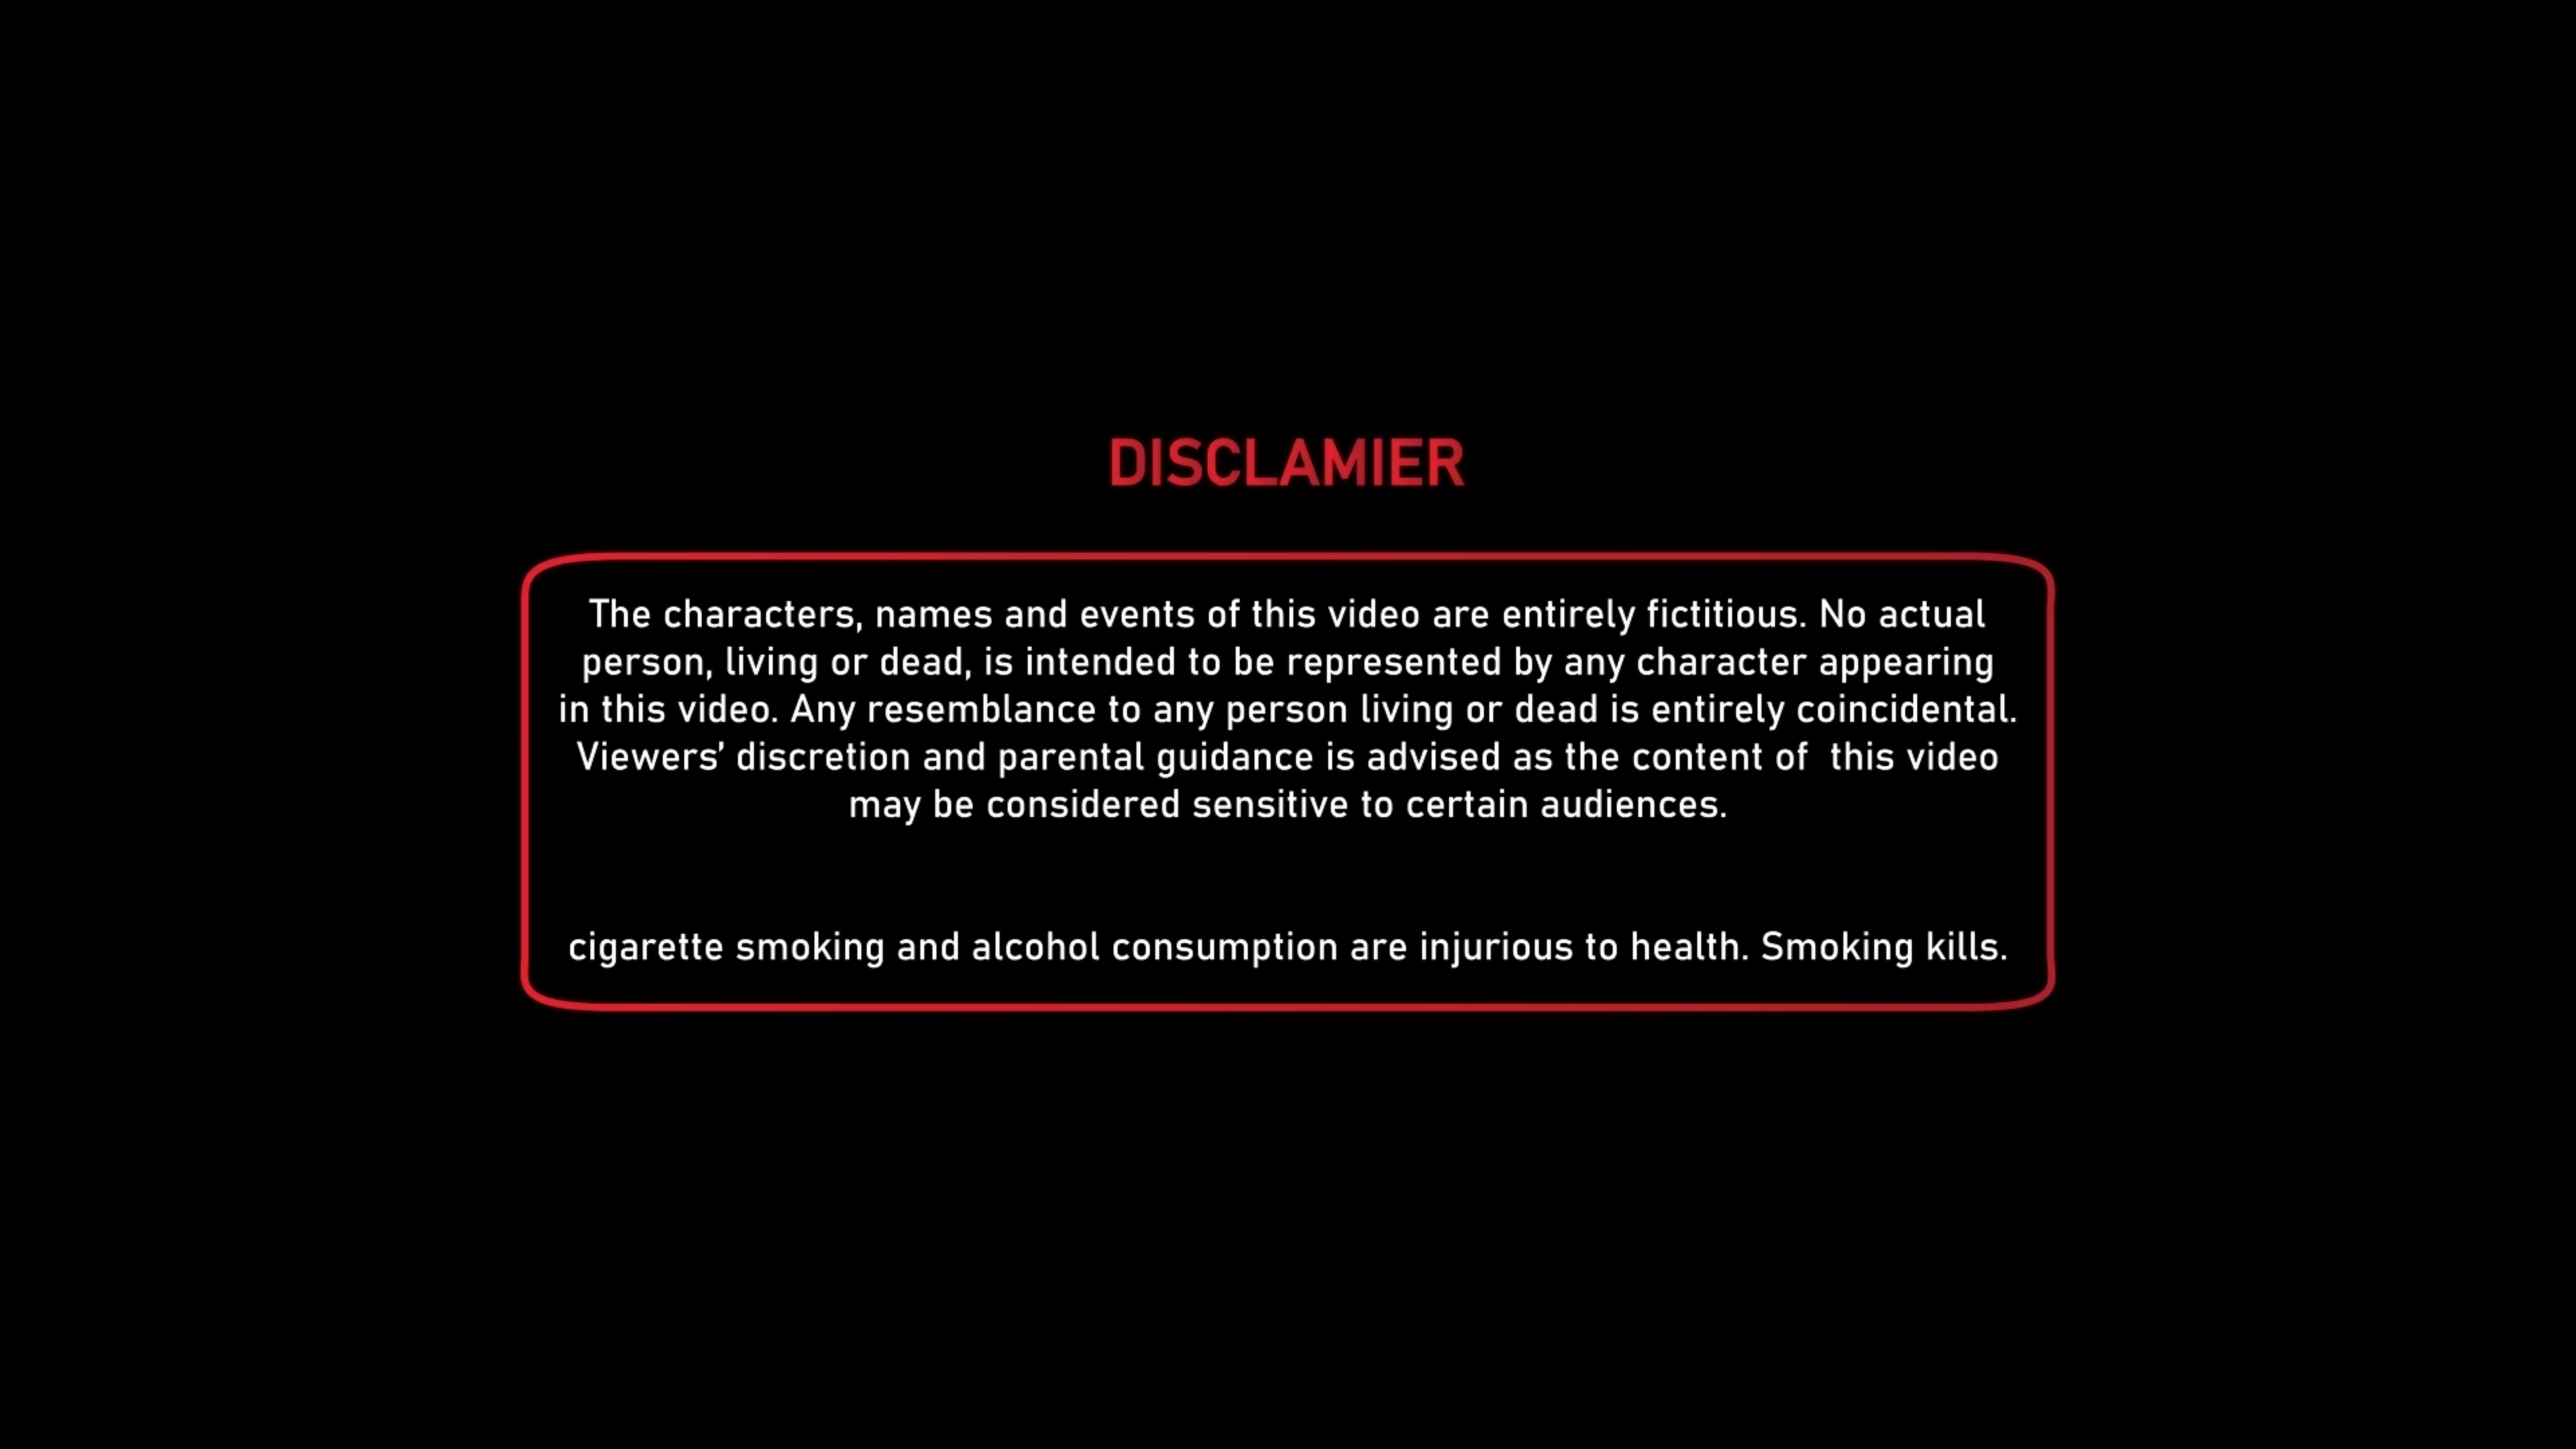 DISCLAMIER
The characters, names and events of this video are entirely fictitious. No actual
person, living or dead, is intended to be represented by any character appearing
in this video. Any resemblance to any person living or dead is entirely coincidental.
Viewers’ discretion and parental guidance is advised as the content of  this video
may be considered sensitive to certain audiences.
cigarette smoking and alcohol consumption are injurious to health. Smoking kills.